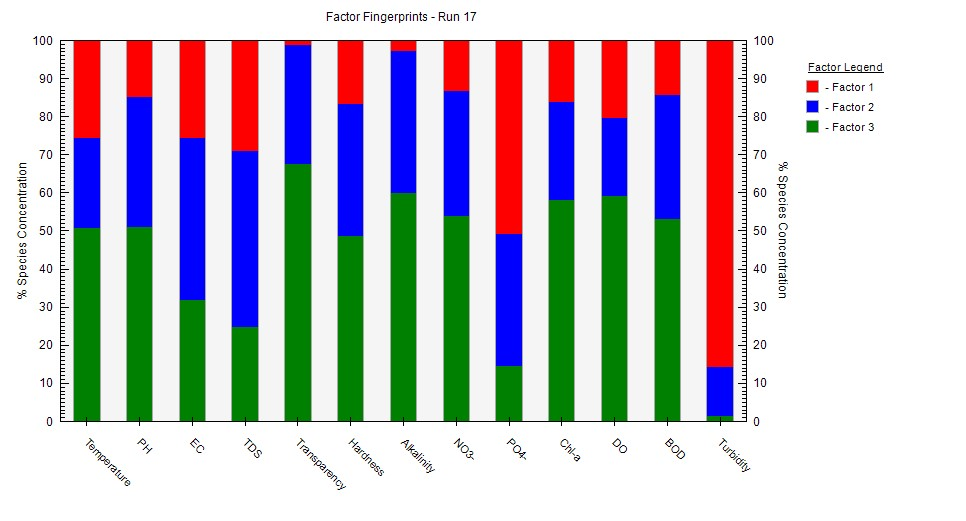 Factor Fingerprints - Run 17
100 100
90 90
80 80
70 70
60 60
50 50
40 40
30 30
20 20
10 10
0 0
% Species Concentration
% Species Concentration
Temperature
PH
EC
TDS
Transparency
Hardness
Alkalinity
NO3-
PO4-
Chl-a
DO
BOD
Turbidity
Factor Legend
- Factor 1
- Factor 2
- Factor 3